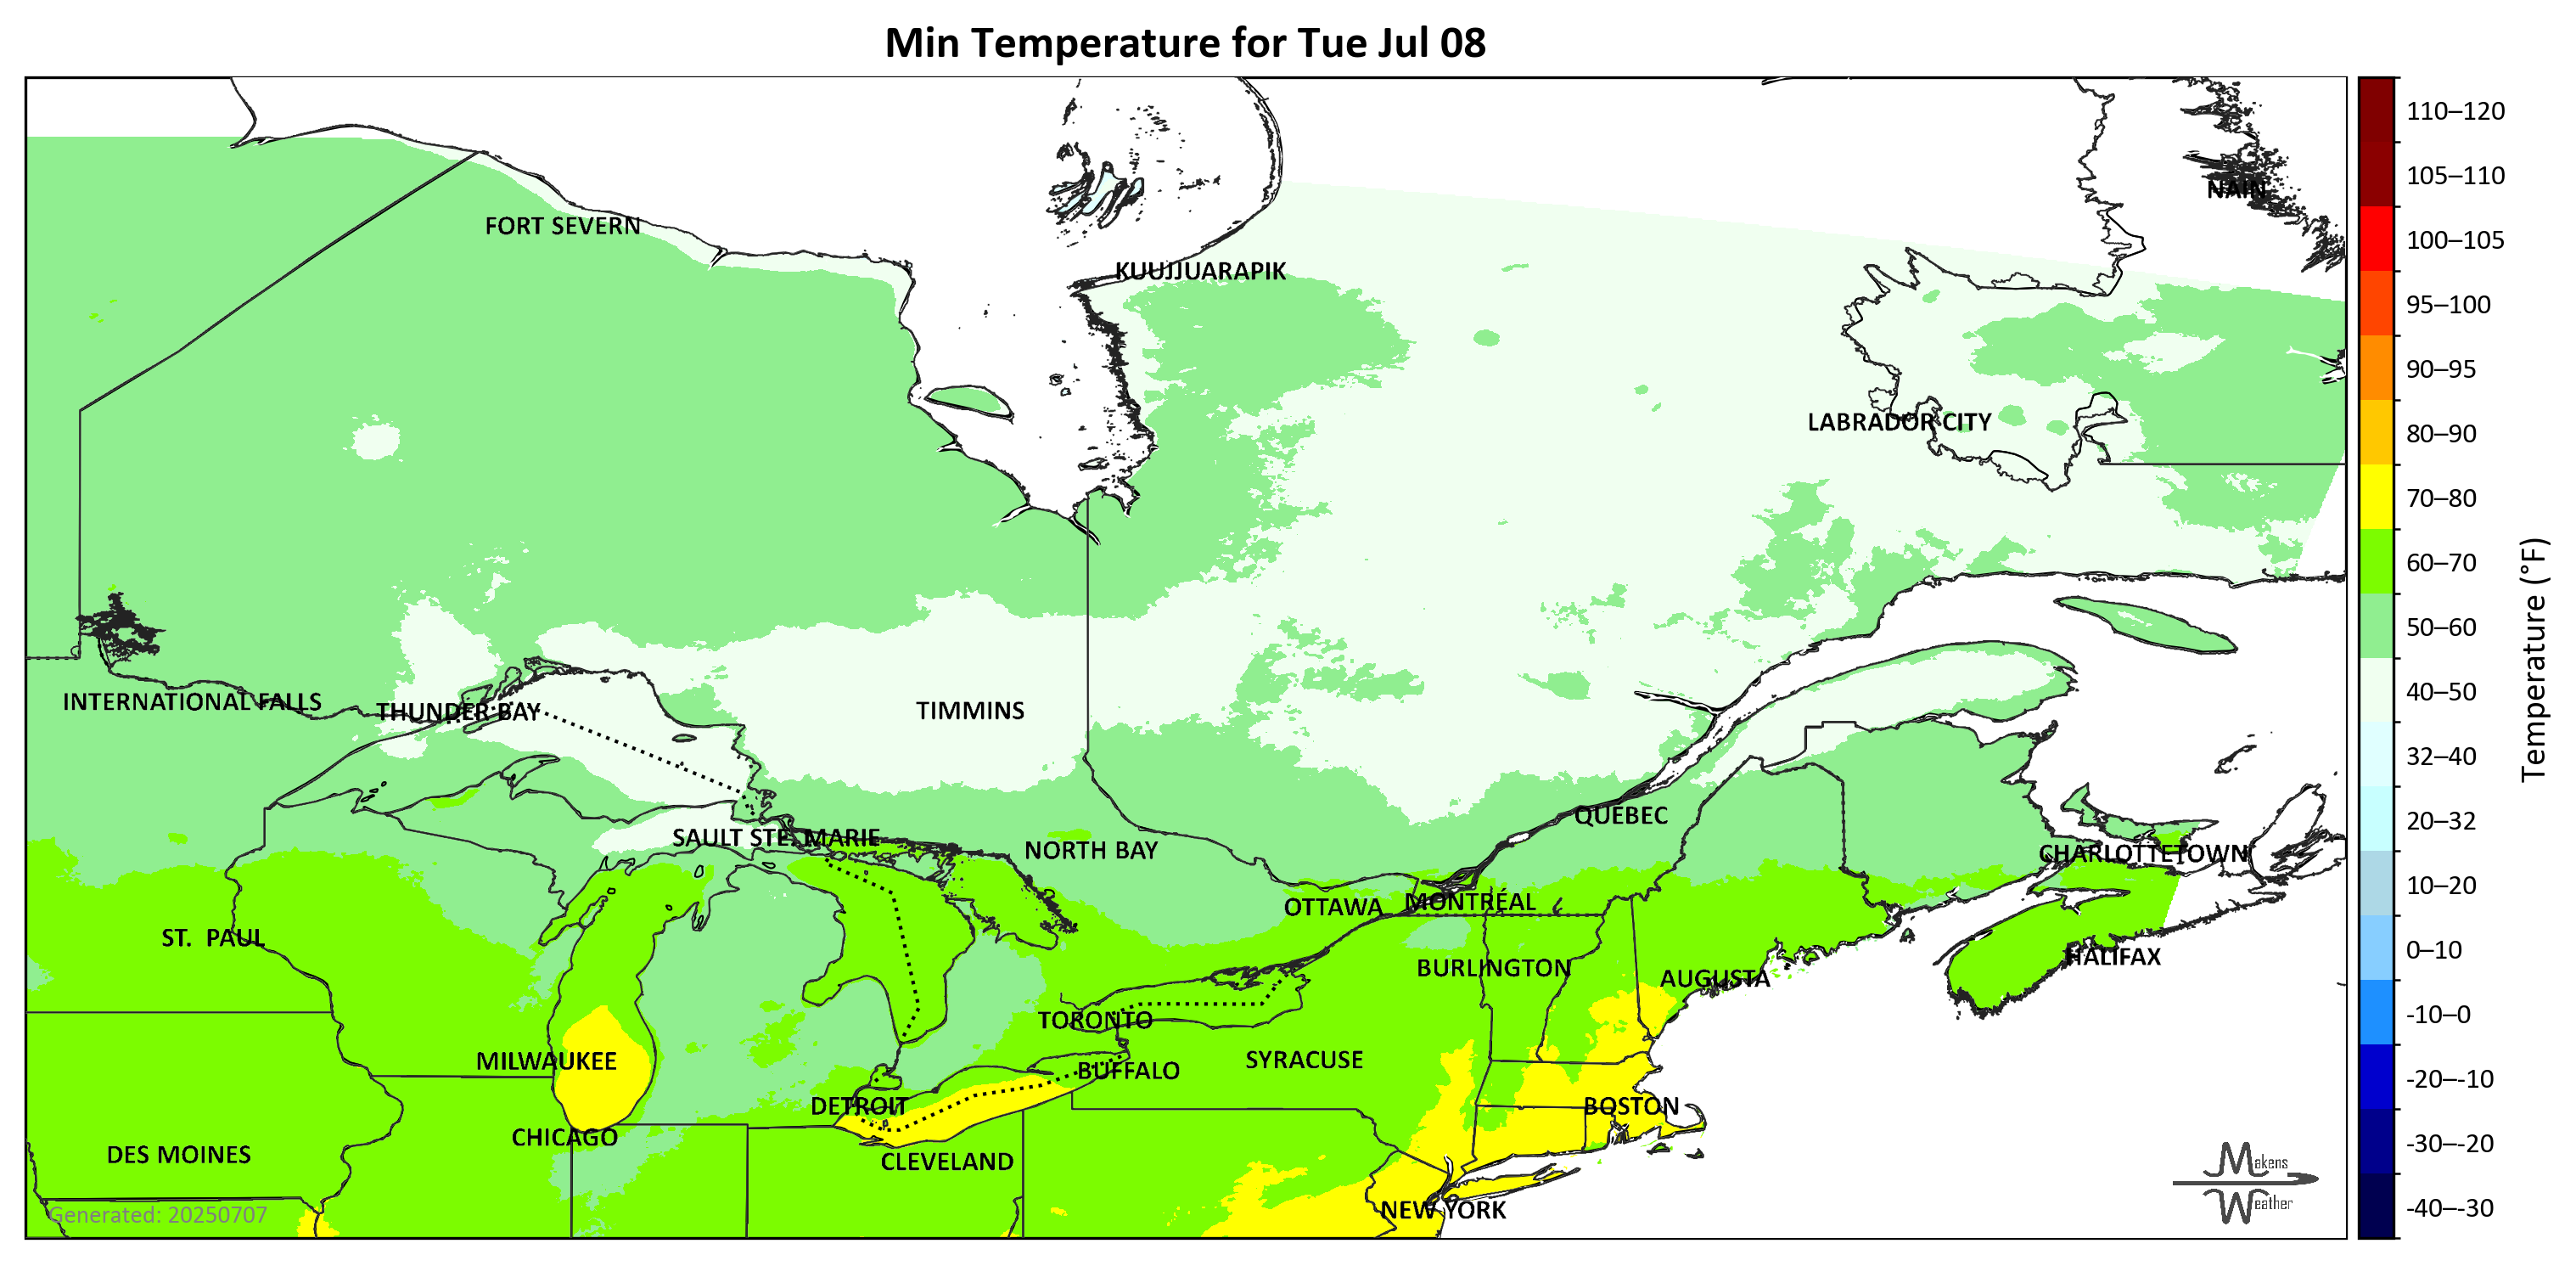 Min Temperature for Tue Jul 08
110–120
105–110
NAIN
FORT SEVERN
100–105
KUUJJUARAPIK
95–100
90–95
LABRADOR CITY
80–90
70–80
60–70
50–60
Temperature (°F)
40–50
INTERNATIONAL FALLS
THUNDER BAY
TIMMINS
32–40
QUÉBEC
20–32
SAULT STE. MARIE
NORTH BAY
CHARLOTTETOWN
10–20
OTTAWA
MONTRÉAL
ST.  PAUL
0–10
HALIFAX
BURLINGTON
AUGUSTA
-10–0
TORONTO
MILWAUKEE
SYRACUSE
BUFFALO
-20–-10
DETROIT
BOSTON
CHICAGO
-30–-20
DES MOINES
CLEVELAND
Makens
Weather
NEW YORK
-40–-30
Generated: 20250707